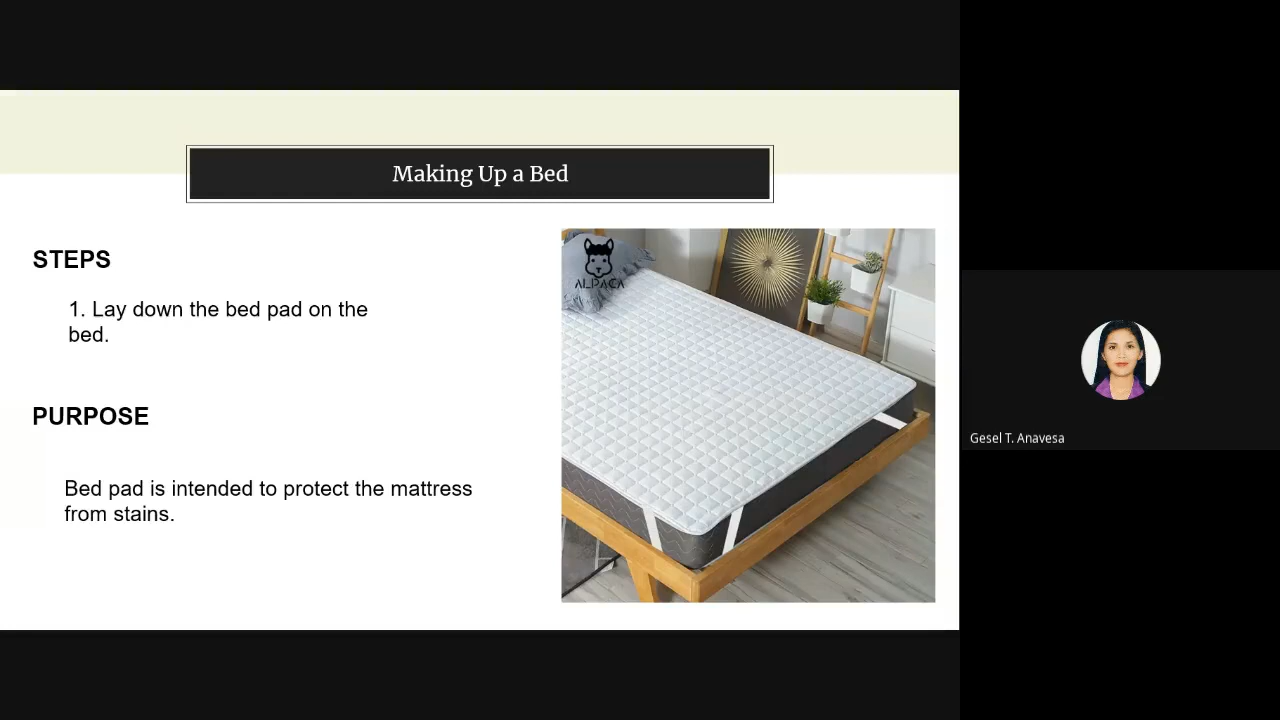 Making Up a Bed
STEPS
1. Lay down the bed pad on the
bed.
PURPOSE
Bed pad is intended to protect the mattress
from stains.
ALPACA
Gesel T. Anavesa